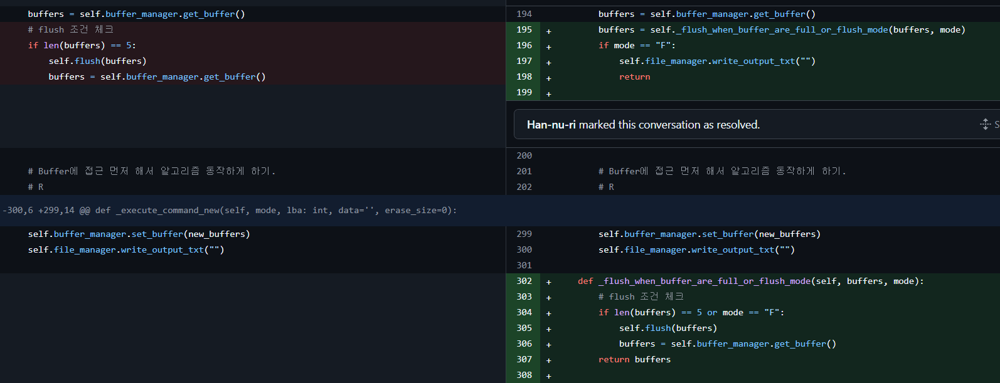 buffers = self.buffer_manager.get_buffer()
# flush 조건 체크
if len(buffers) == 5:
self.flush(buffers)
buffers = self.buffer_manager.get_buffer()
# Buffer에 접근 먼저 해서 알고리즘 동작하게 하기.
# R
194 buffers = self.buffer_manager.get_buffer()
195 + buffers = self._flush_when_buffer_are_full_or_flush_mode(buffers, mode)
196 + if mode == "F":
197 + self.file_manager.write_output_txt("")
198 + return
199 +
Han-nu-ri marked this conversation as resolved.
S
200
201 # Buffer에 접근 먼저 해서 알고리즘 동작하게 하기.
202 # R
-300,6 +299,14 @@ def _execute_command_new(self, mode, lba: int, data='', erase_size=0):
self.buffer_manager.set_buffer(new_buffers)
self.file_manager.write_output_txt("")
299 self.buffer_manager.set_buffer(new_buffers)
300 self.file_manager.write_output_txt("")
301
302 + def _flush_when_buffer_are_full_or_flush_mode(self, buffers, mode):
303 + # flush 조건 체크
304 + if len(buffers) == 5 or mode == "F":
305 + self.flush(buffers)
306 + buffers = self.buffer_manager.get_buffer()
307 + return buffers
308 +